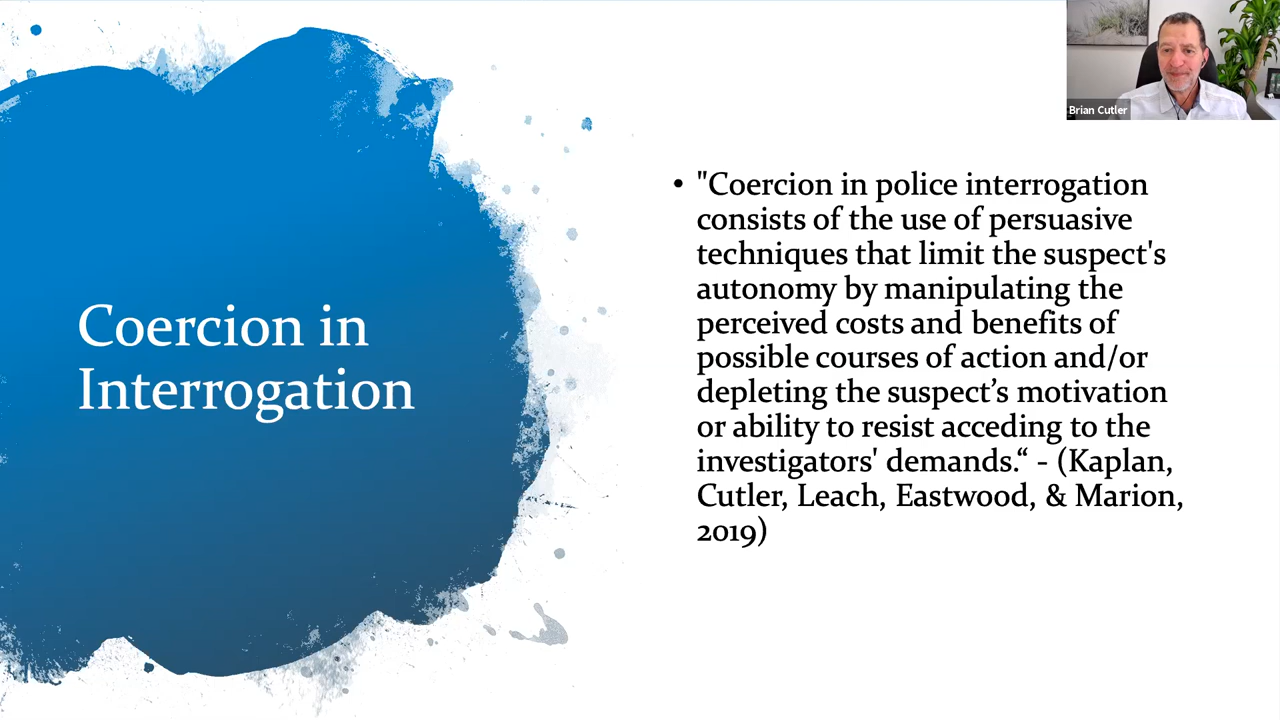 Brian Cutler
Coercion in
Interrogation
• "Coercion in police interrogation
consists of the use of persuasive
techniques that limit the suspect's
autonomy by manipulating the
perceived costs and benefits of
possible courses of action and/or
depleting the suspect’s motivation
or ability to resist acceding to the
investigators' demands.“ - (Kaplan,
Cutler, Leach, Eastwood, & Marion,
2019)